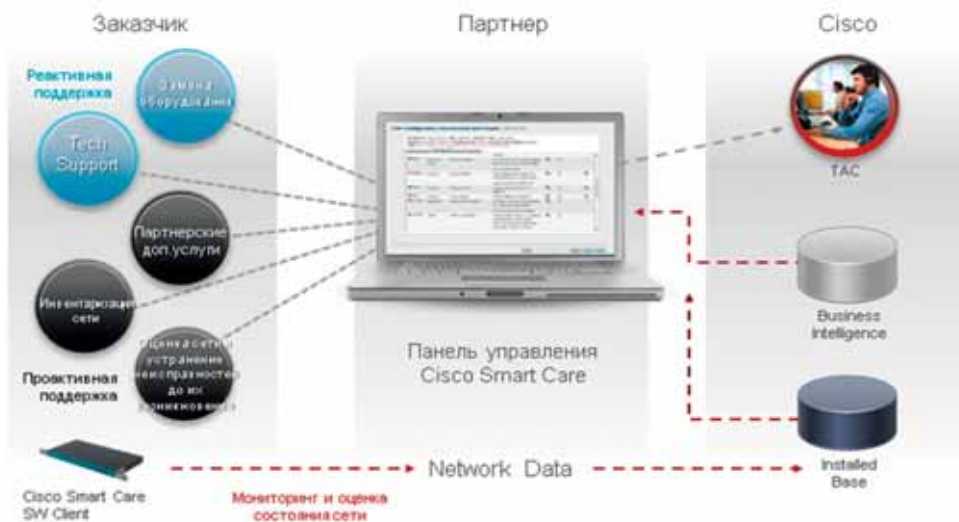 Заказчик
Партнер
Cisco
Реактивная
поддержка
Замена
оборудования
Tech
Support
Партнерские
доп.услуги
Инвентаризация
сети
Оценка сети и
устранение
неисправностей
до их
возникновения
Проактивная
поддержка
Cisco Smart Care
SW Client
Панель управления
Cisco Smart Care
Network Data
Мониторинг и оценка
состояния сети
TAC
Business
Intelligence
Installed
Base